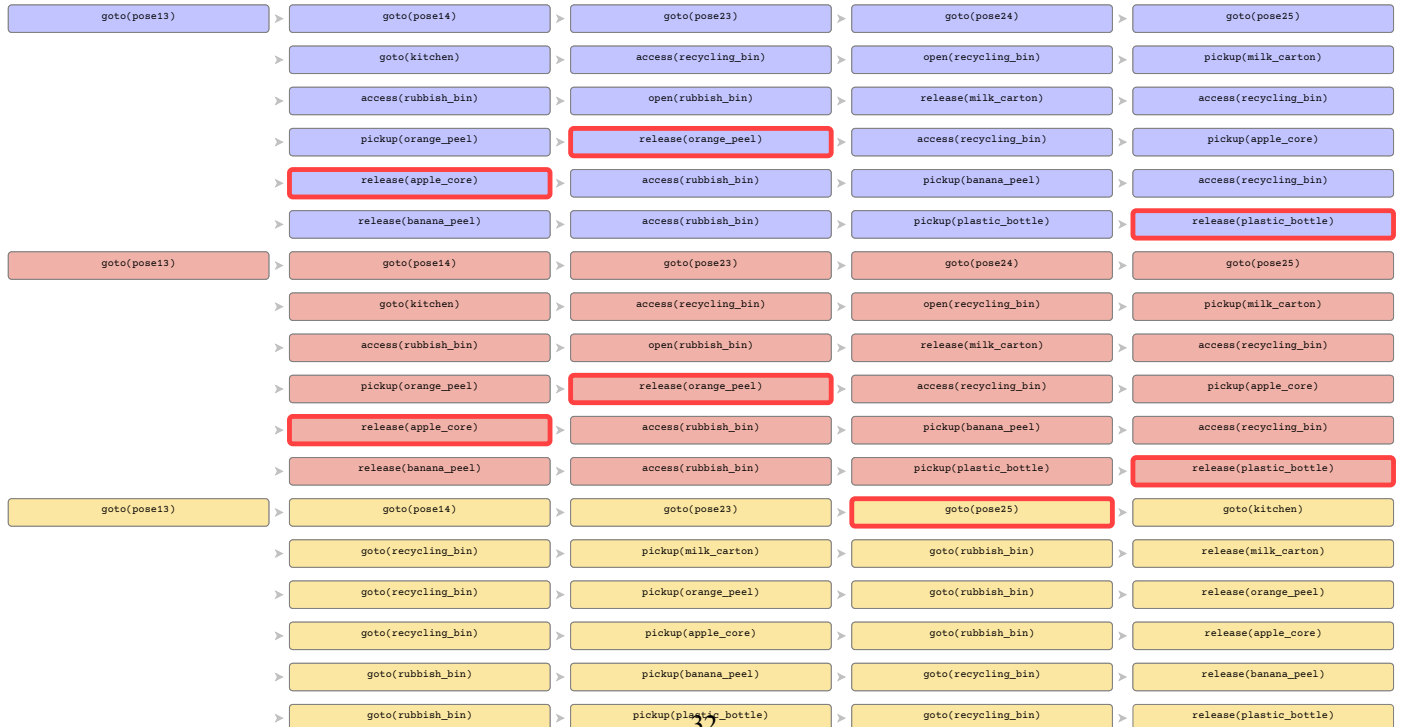 goto(pose13) goto(pose14) goto(pose23) goto(pose24) goto(pose25)
goto(kitchen) access(recycling_bin) open(recycling_bin) pickup(milk_carton)
access(rubbish_bin) open(rubbish_bin) release(milk_carton) access(recycling_bin)
pickup(orange_peel) release(orange_peel) access(recycling_bin) pickup(apple_core)
release(apple_core) access(rubbish_bin) pickup(banana_peel) access(recycling_bin)
release(banana_peel) access(rubbish_bin) pickup(plastic_bottle) release(plastic_bottle)
goto(pose13) goto(pose14) goto(pose23) goto(pose24) goto(pose25)
goto(kitchen) access(recycling_bin) open(recycling_bin) pickup(milk_carton)
access(rubbish_bin) open(rubbish_bin) release(milk_carton) access(recycling_bin)
pickup(orange_peel) release(orange_peel) access(recycling_bin) pickup(apple_core)
release(apple_core) access(rubbish_bin) pickup(banana_peel) access(recycling_bin)
release(banana_peel) access(rubbish_bin) pickup(plastic_bottle) release(plastic_bottle)
goto(pose13) goto(pose14) goto(pose23) goto(pose25) goto(kitchen)
goto(recycling_bin) pickup(milk_carton) goto(rubbish_bin) release(milk_carton)
goto(recycling_bin) pickup(orange_peel) goto(rubbish_bin) release(orange_peel)
goto(recycling_bin) pickup(apple_core) goto(rubbish_bin) release(apple_core)
goto(rubbish_bin) pickup(banana_peel) goto(recycling_bin) release(banana_peel)
goto(rubbish_bin) pickup(plastic_bottle) goto(recycling_bin) release(plastic_bottle)
32